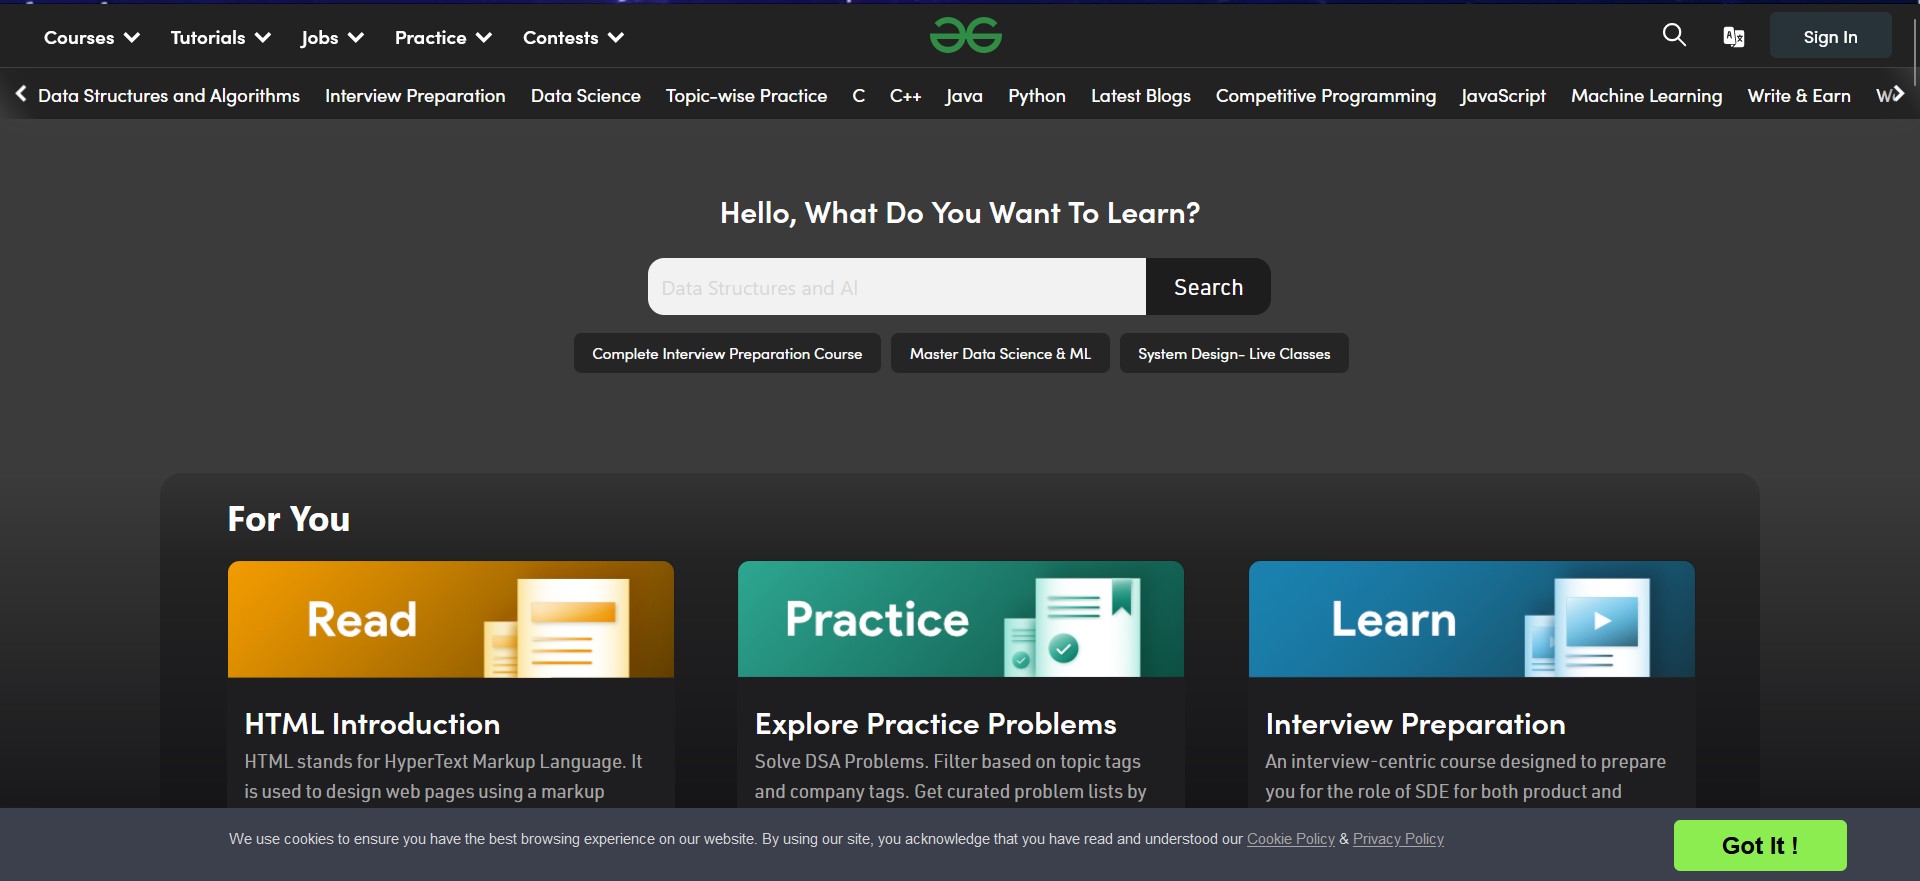 Courses Tutorials Jobs Practice Contests Sign In
Data Structures and Algorithms Interview Preparation Data Science Topic-wise Practice C C++ Java Python Latest Blogs Competitive Programming JavaScript Machine Learning Write & Earn
Hello, What Do You Want To Learn?
Data Structures and Al Search
Complete Interview Preparation Course Master Data Science & ML System Design- Live Classes
For You
Read Practice Learn
HTML Introduction
HTML stands for HyperText Markup Language. It
is used to design web pages using a markup
Explore Practice Problems
Solve DSA Problems. Filter based on topic tags
and company tags. Get curated problem lists by
Interview Preparation
An interview-centric course designed to prepare
you for the role of SDE for both product and
We use cookies to ensure you have the best browsing experience on our website. By using our site, you acknowledge that you have read and understood our Cookie Policy & Privacy Policy
Got It !